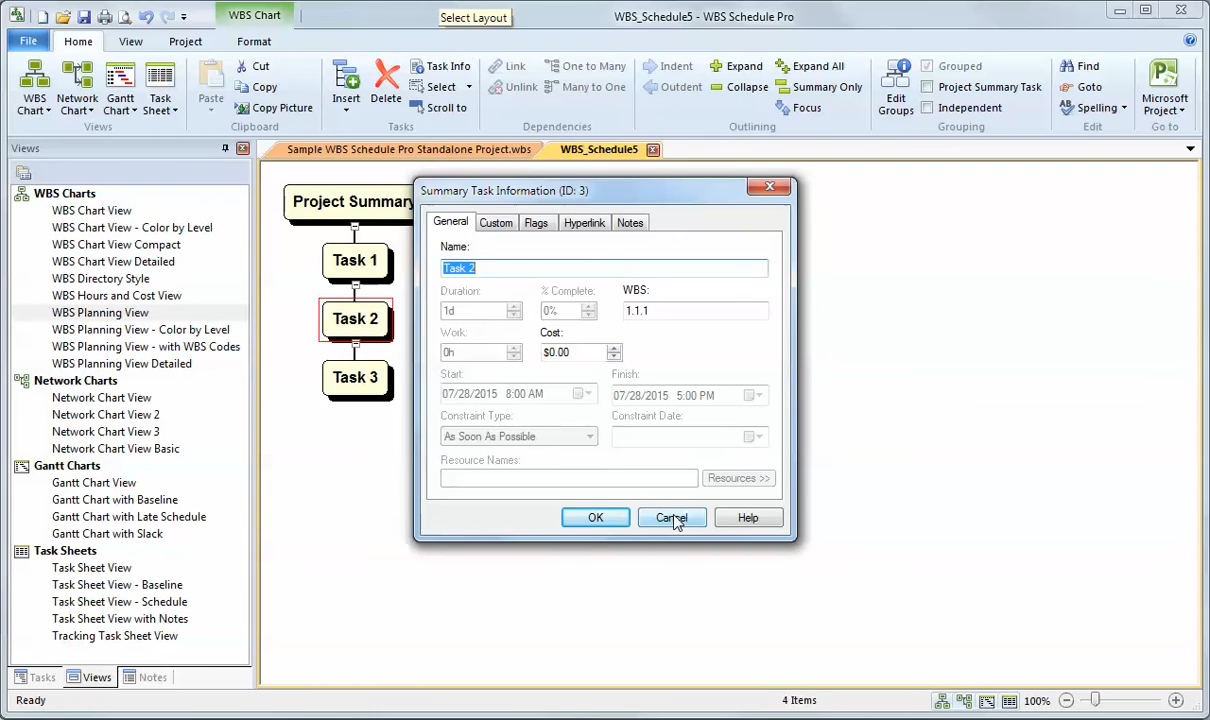 WBS Chart
Select Layout
WBS_Schedule5 - WBS Schedule Pro
File
Home
View
Project
Format
WBS Chart
Network Chart
Gantt Chart
Task Sheet
Views
Paste
Cut
Copy
Copy Picture
Clipboard
Insert
Delete
Task Info
Select
Scroll to
Tasks
Link
Unlink
One to Many
Many to One
Dependencies
Indent
Outdent
Expand
Collapse
Expand All
Summary Only
Focus
Outlining
Edit Groups
Grouped
Project Summary Task
Independent
Grouping
Find
Goto
Spelling
Edit
Microsoft Project
Go to
Views
Sample WBS Schedule Pro Standalone Project.wbs
WBS_Schedule5
WBS Charts
WBS Chart View
WBS Chart View - Color by Level
WBS Chart View Compact
WBS Chart View Detailed
WBS Directory Style
WBS Hours and Cost View
WBS Planning View
WBS Planning View - Color by Level
WBS Planning View - with WBS Codes
WBS Planning View Detailed
Network Charts
Network Chart View
Network Chart View 2
Network Chart View 3
Network Chart View Basic
Gantt Charts
Gantt Chart View
Gantt Chart with Baseline
Gantt Chart with Late Schedule
Gantt Chart with Slack
Task Sheets
Task Sheet View
Task Sheet View - Baseline
Task Sheet View - Schedule
Task Sheet View with Notes
Tracking Task Sheet View
Tasks
Views
Notes
Project Summary
Task 1
Task 2
Task 3
Summary Task Information (ID: 3)
General
Custom
Flags
Hyperlink
Notes
Name:
Task 2
Duration:
% Complete:
WBS:
1d
0%
1.1.1
Work:
Cost:
0h
$0.00
Start:
Finish:
07/28/2015 8:00 AM
07/28/2015 5:00 PM
Constraint Type:
Constraint Date:
As Soon As Possible
Resource Names:
Resources >>
OK
Cancel
Help
Ready
4 Items
100%